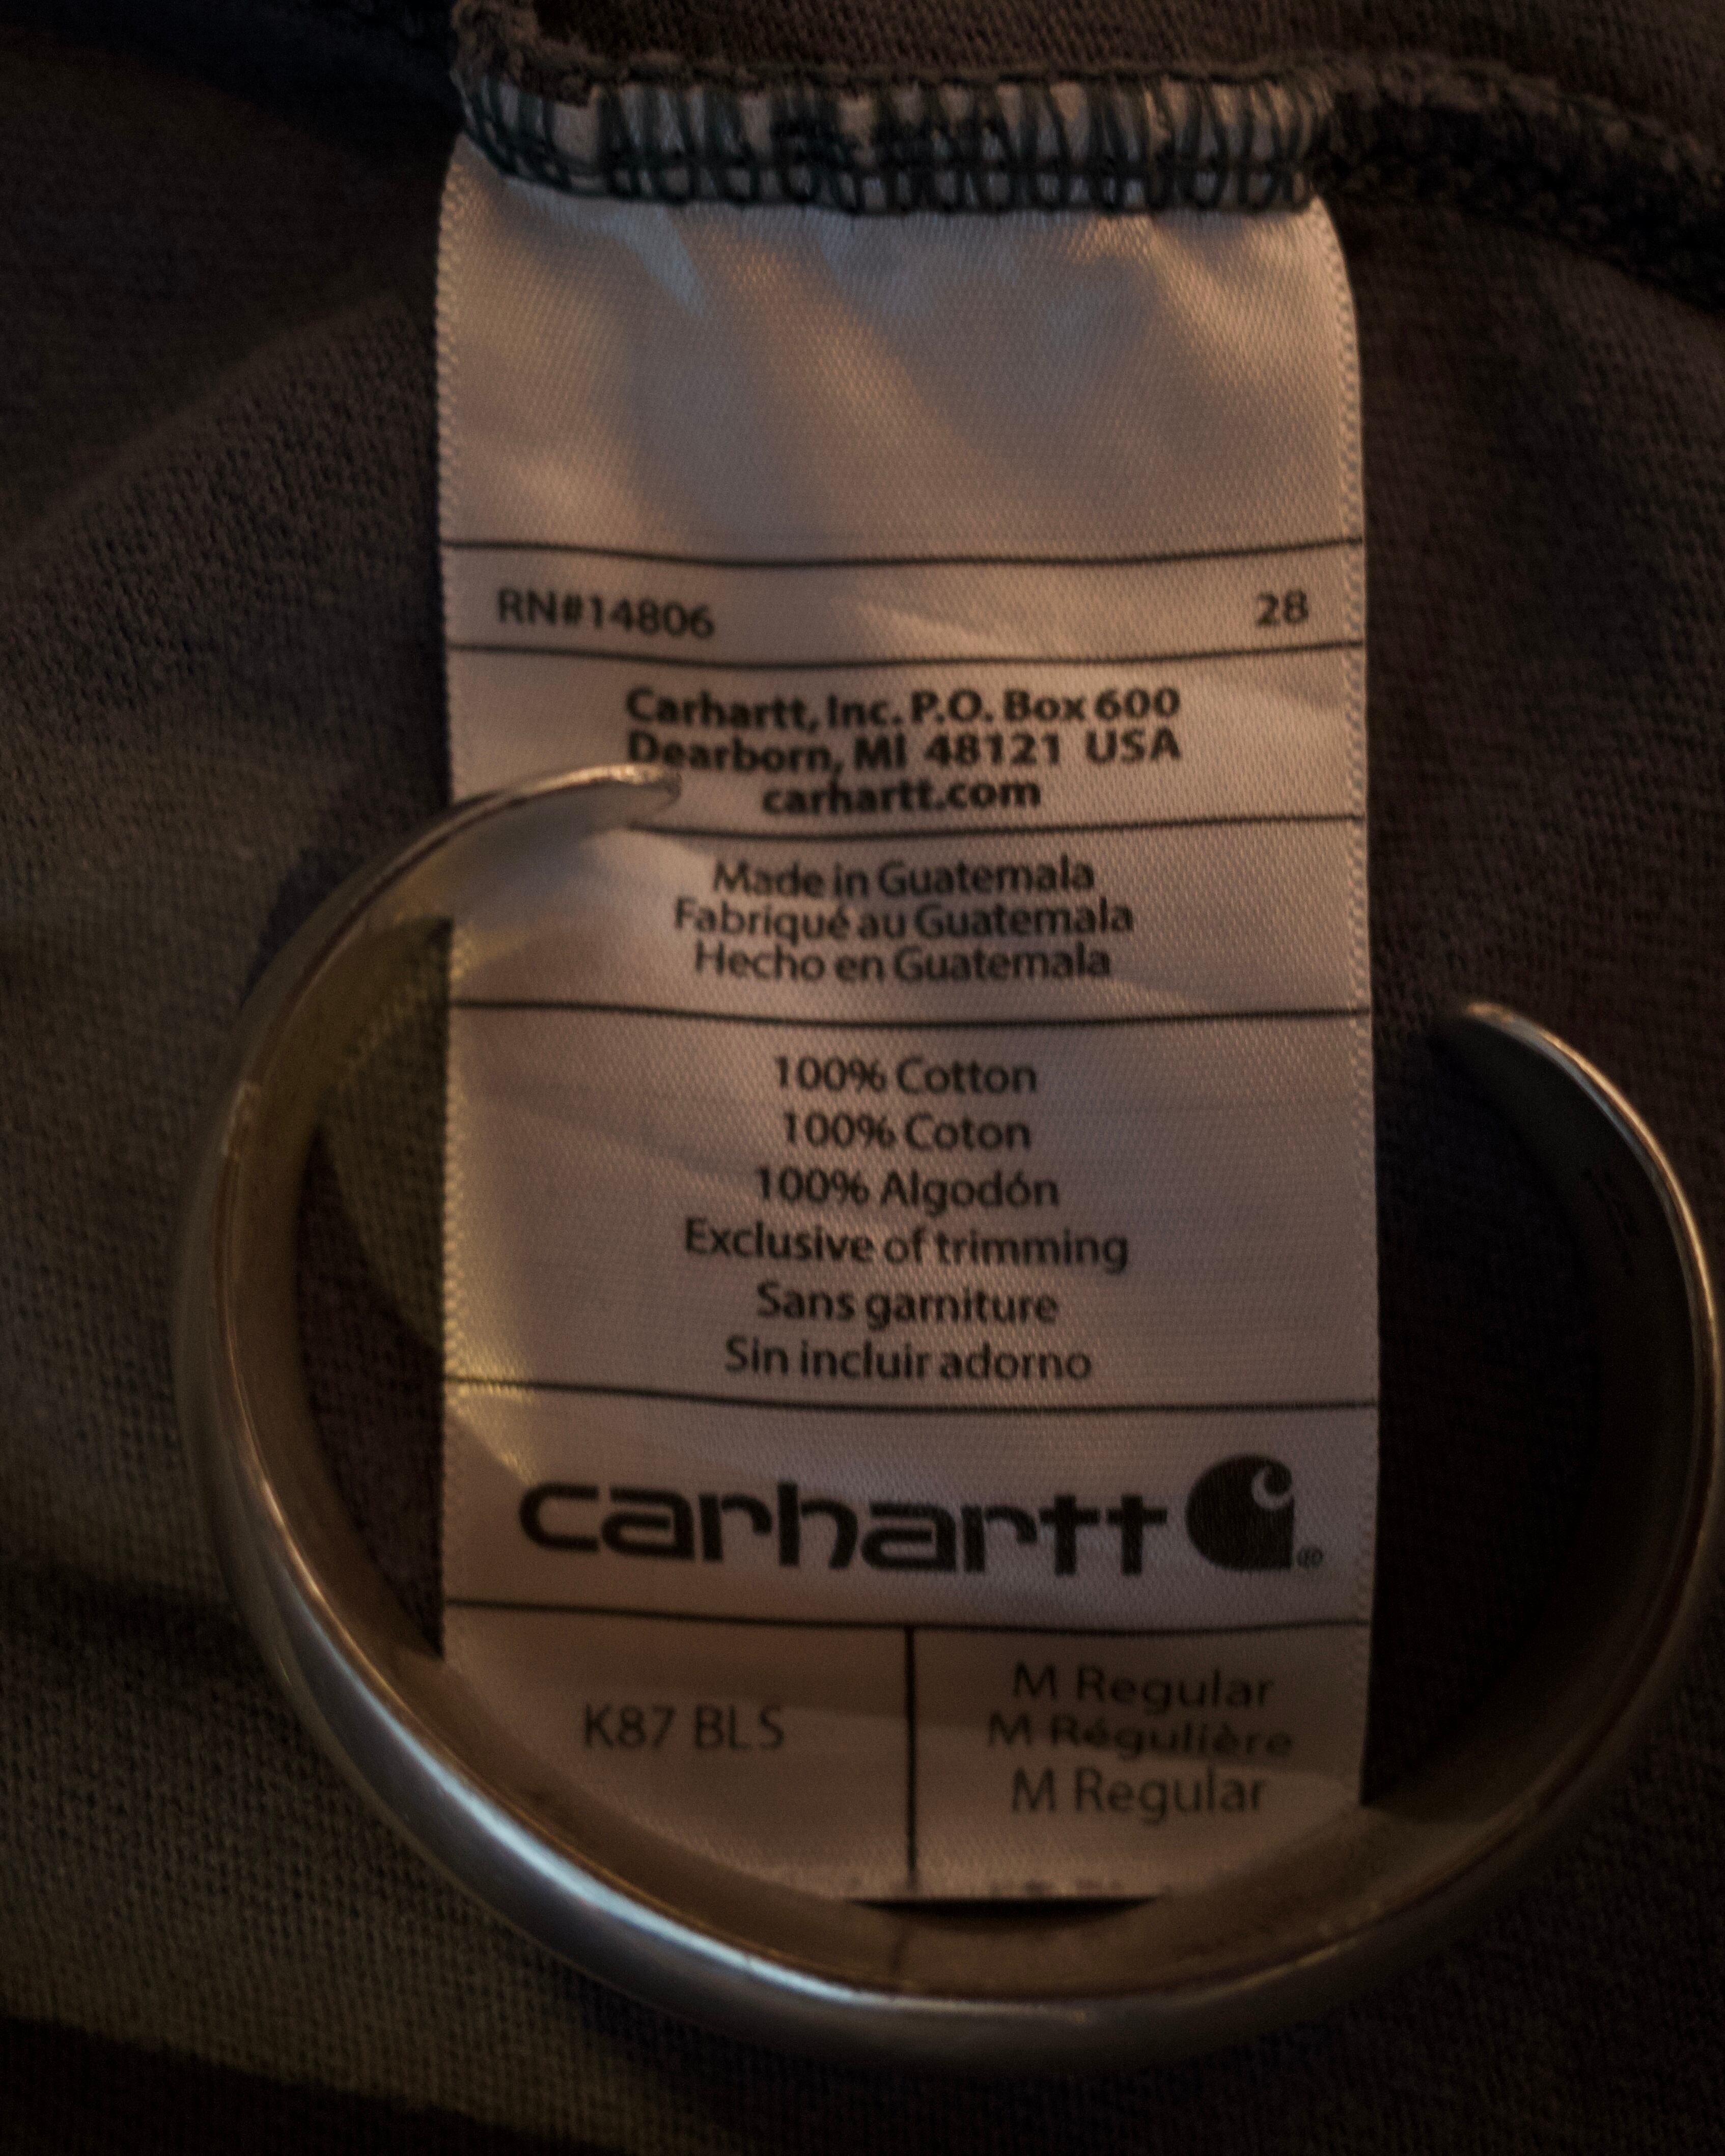 RN#14806 28
Carhartt, Inc. P.O. Box 600
Dearborn, MI 48121 USA
carhartt.com
Made in Guatemala
Fabriqué au Guatemala
Hecho en Guatemala
100% Cotton
100% Coton
100% Algodón
Exclusive of trimming
Sans garniture
Sin incluir adorno
carhartt ®
K87 BLS
M Regular
M Régulière
M Regular